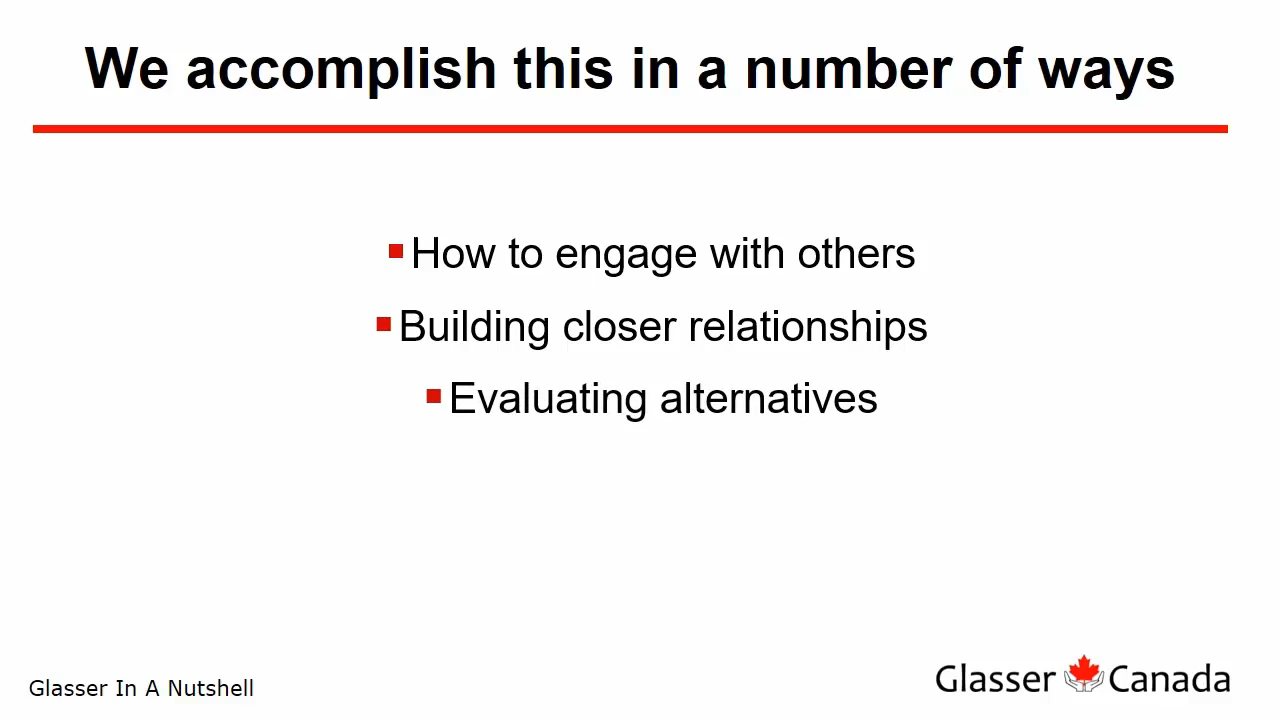 We accomplish this in a number of ways
How to engage with others
Building closer relationships
Evaluating alternatives
Glasser In A Nutshell
Glasser Canada